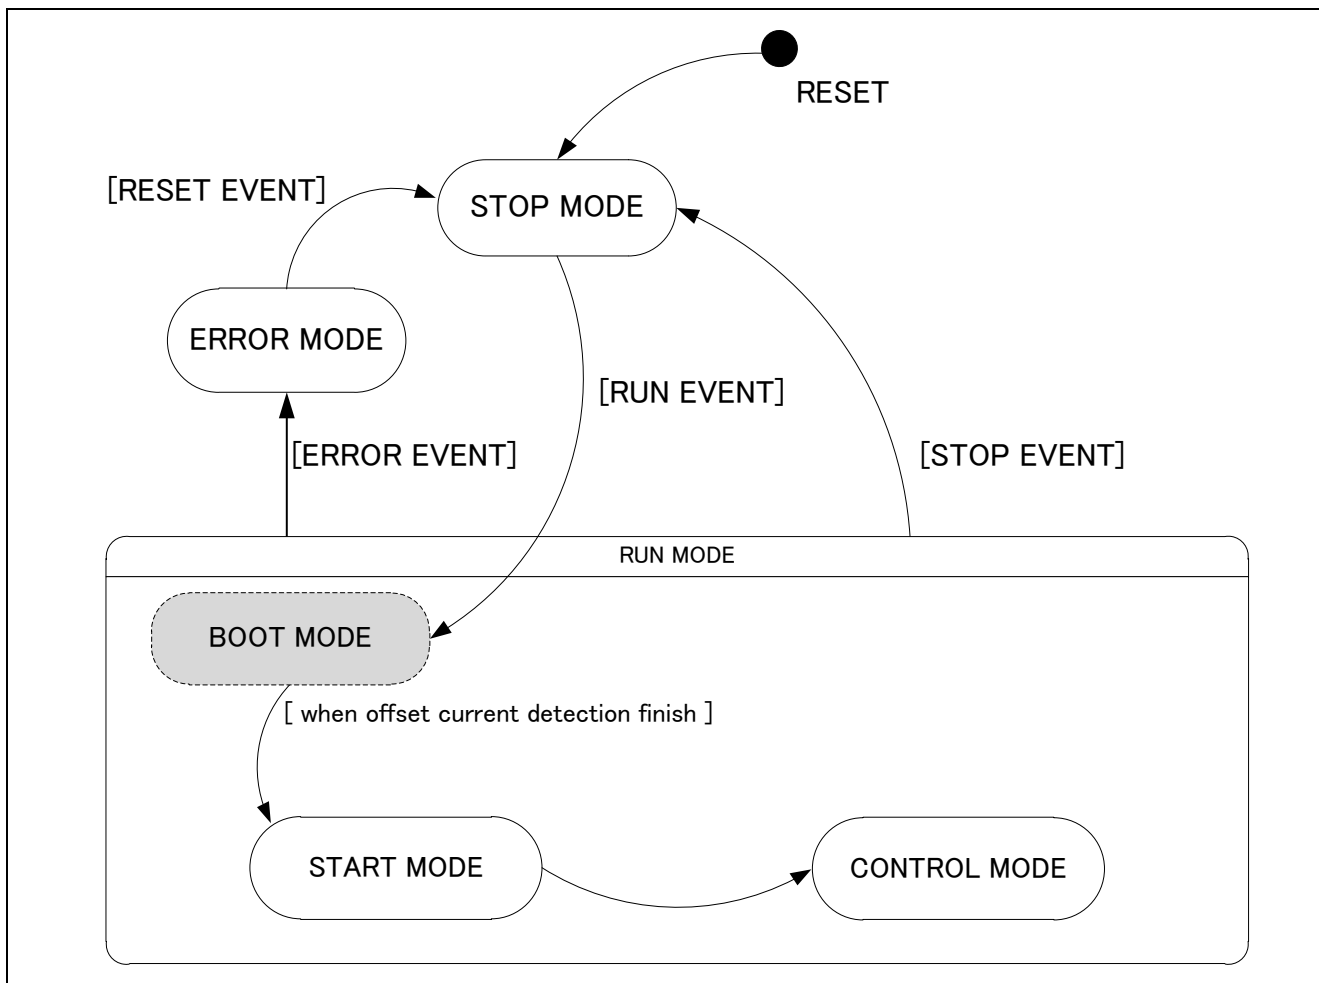 RESET
[RESET EVENT]
STOP MODE
ERROR MODE
[RUN EVENT]
[ERROR EVENT]
[STOP EVENT]
RUN MODE
BOOT MODE
[ when offset current detection finish ]
START MODE
CONTROL MODE